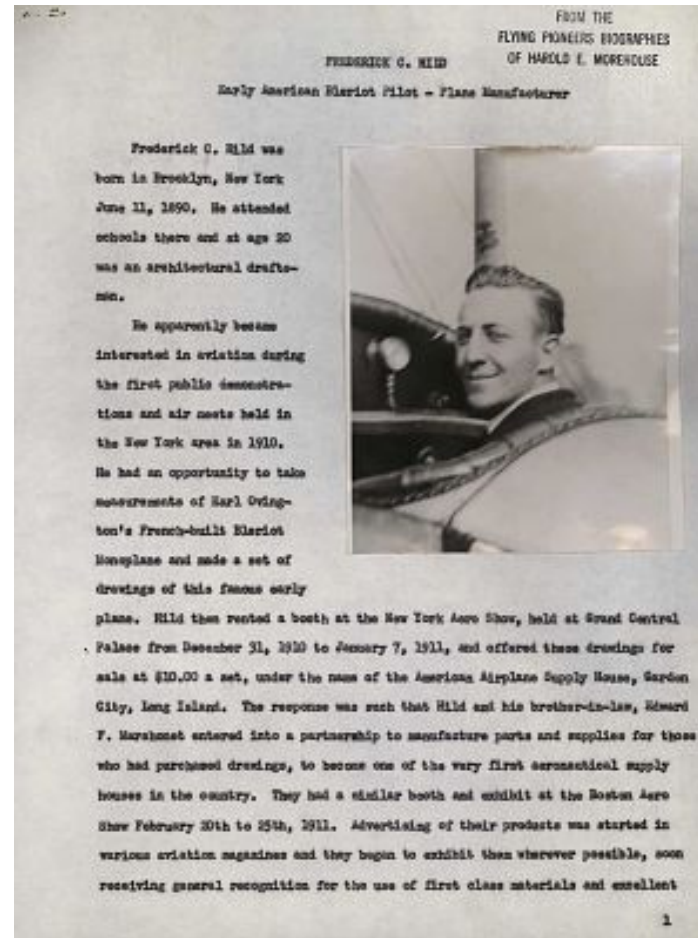 FROM THE
FLYING PIONEERS BIOGRAPHIES
OF HAROLD E. MOREHOUSE
FREDERICK C. HILD
Early American Bleriot Pilot - Plane Manufacturer
Frederick C. Hild was
born in Brooklyn, New York
June 11, 1890. He attended
schools there and at age 20
was an architectural drafts-
man.
He apparently became
interested in aviation during
the first public demonstra-
tions and air meets held in
the New York area in 1910.
He had an opportunity to take
measurements of Earl Oving-
ton's French-built Bleriot
Monoplane and made a set of
drawings of this famous early
plane. Hild then rented a booth at the New York Aero Show, held at Grand Central
Palace from December 31, 1910 to January 7, 1911, and offered these drawings for
sale at $10.00 a set, under the name of the American Airplane Supply House, Garden
City, Long Island. The response was such that Hild and his brother-in-law, Edward
F. Marshonet entered into a partnership to manufacture parts and supplies for those
who had purchased drawings, to become one of the very first aeronautical supply
houses in the country. They had a similar booth and exhibit at the Boston Aero
Show February 20th to 25th, 1911. Advertising of their products was started in
various aviation magazines and they began to exhibit them wherever possible, soon
receiving general recognition for the use of first class materials and excellent
1